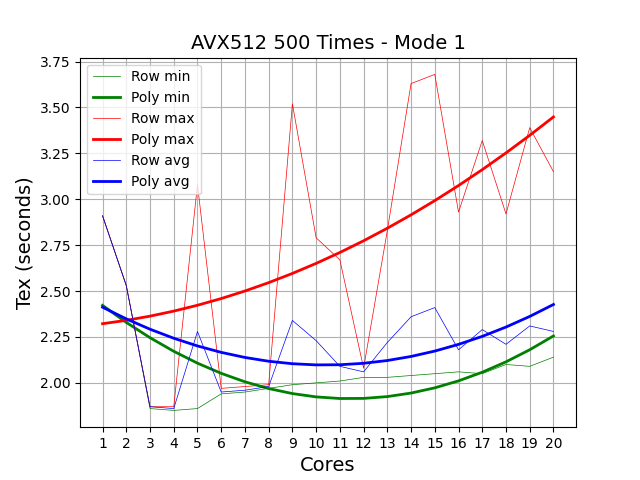 AVX512 500 Times - Mode 1
Tex (seconds)
3.75
3.50
3.25
3.00
2.75
2.50
2.25
2.00
Row min
Poly min
Row max
Poly max
Row avg
Poly avg
1 2 3 4 5 6 7 8 9 10 11 12 13 14 15 16 17 18 19 20
Cores